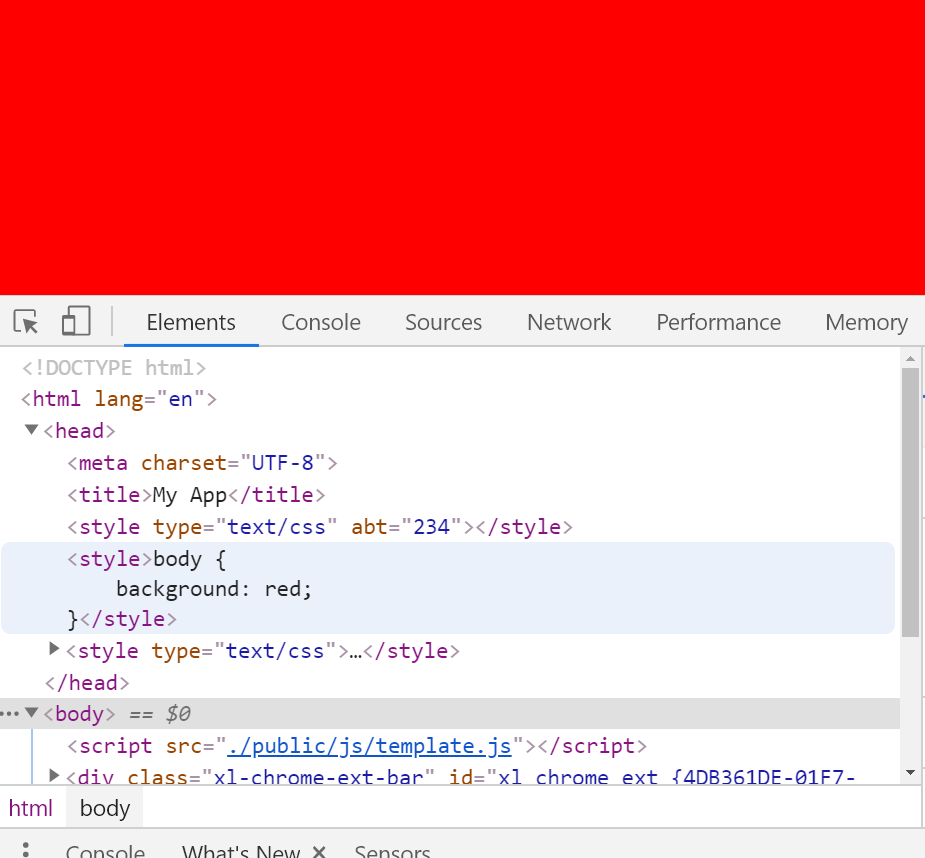 Elements Console Sources Network Performance Memory
<!DOCTYPE html>
<html lang="en">
<head>
<meta charset="UTF-8">
<title>My App</title>
<style type="text/css" abt="234"></style>
<style>body {
background: red;
}</style>
<style type="text/css">…</style>
</head>
<body> == $0
<script src="./public/js/template.js"></script>
<div class="xl-chrome-ext-bar" id="xl_chrome_ext_{4DB361DE-01F7-
html body
Console What's New Sensors